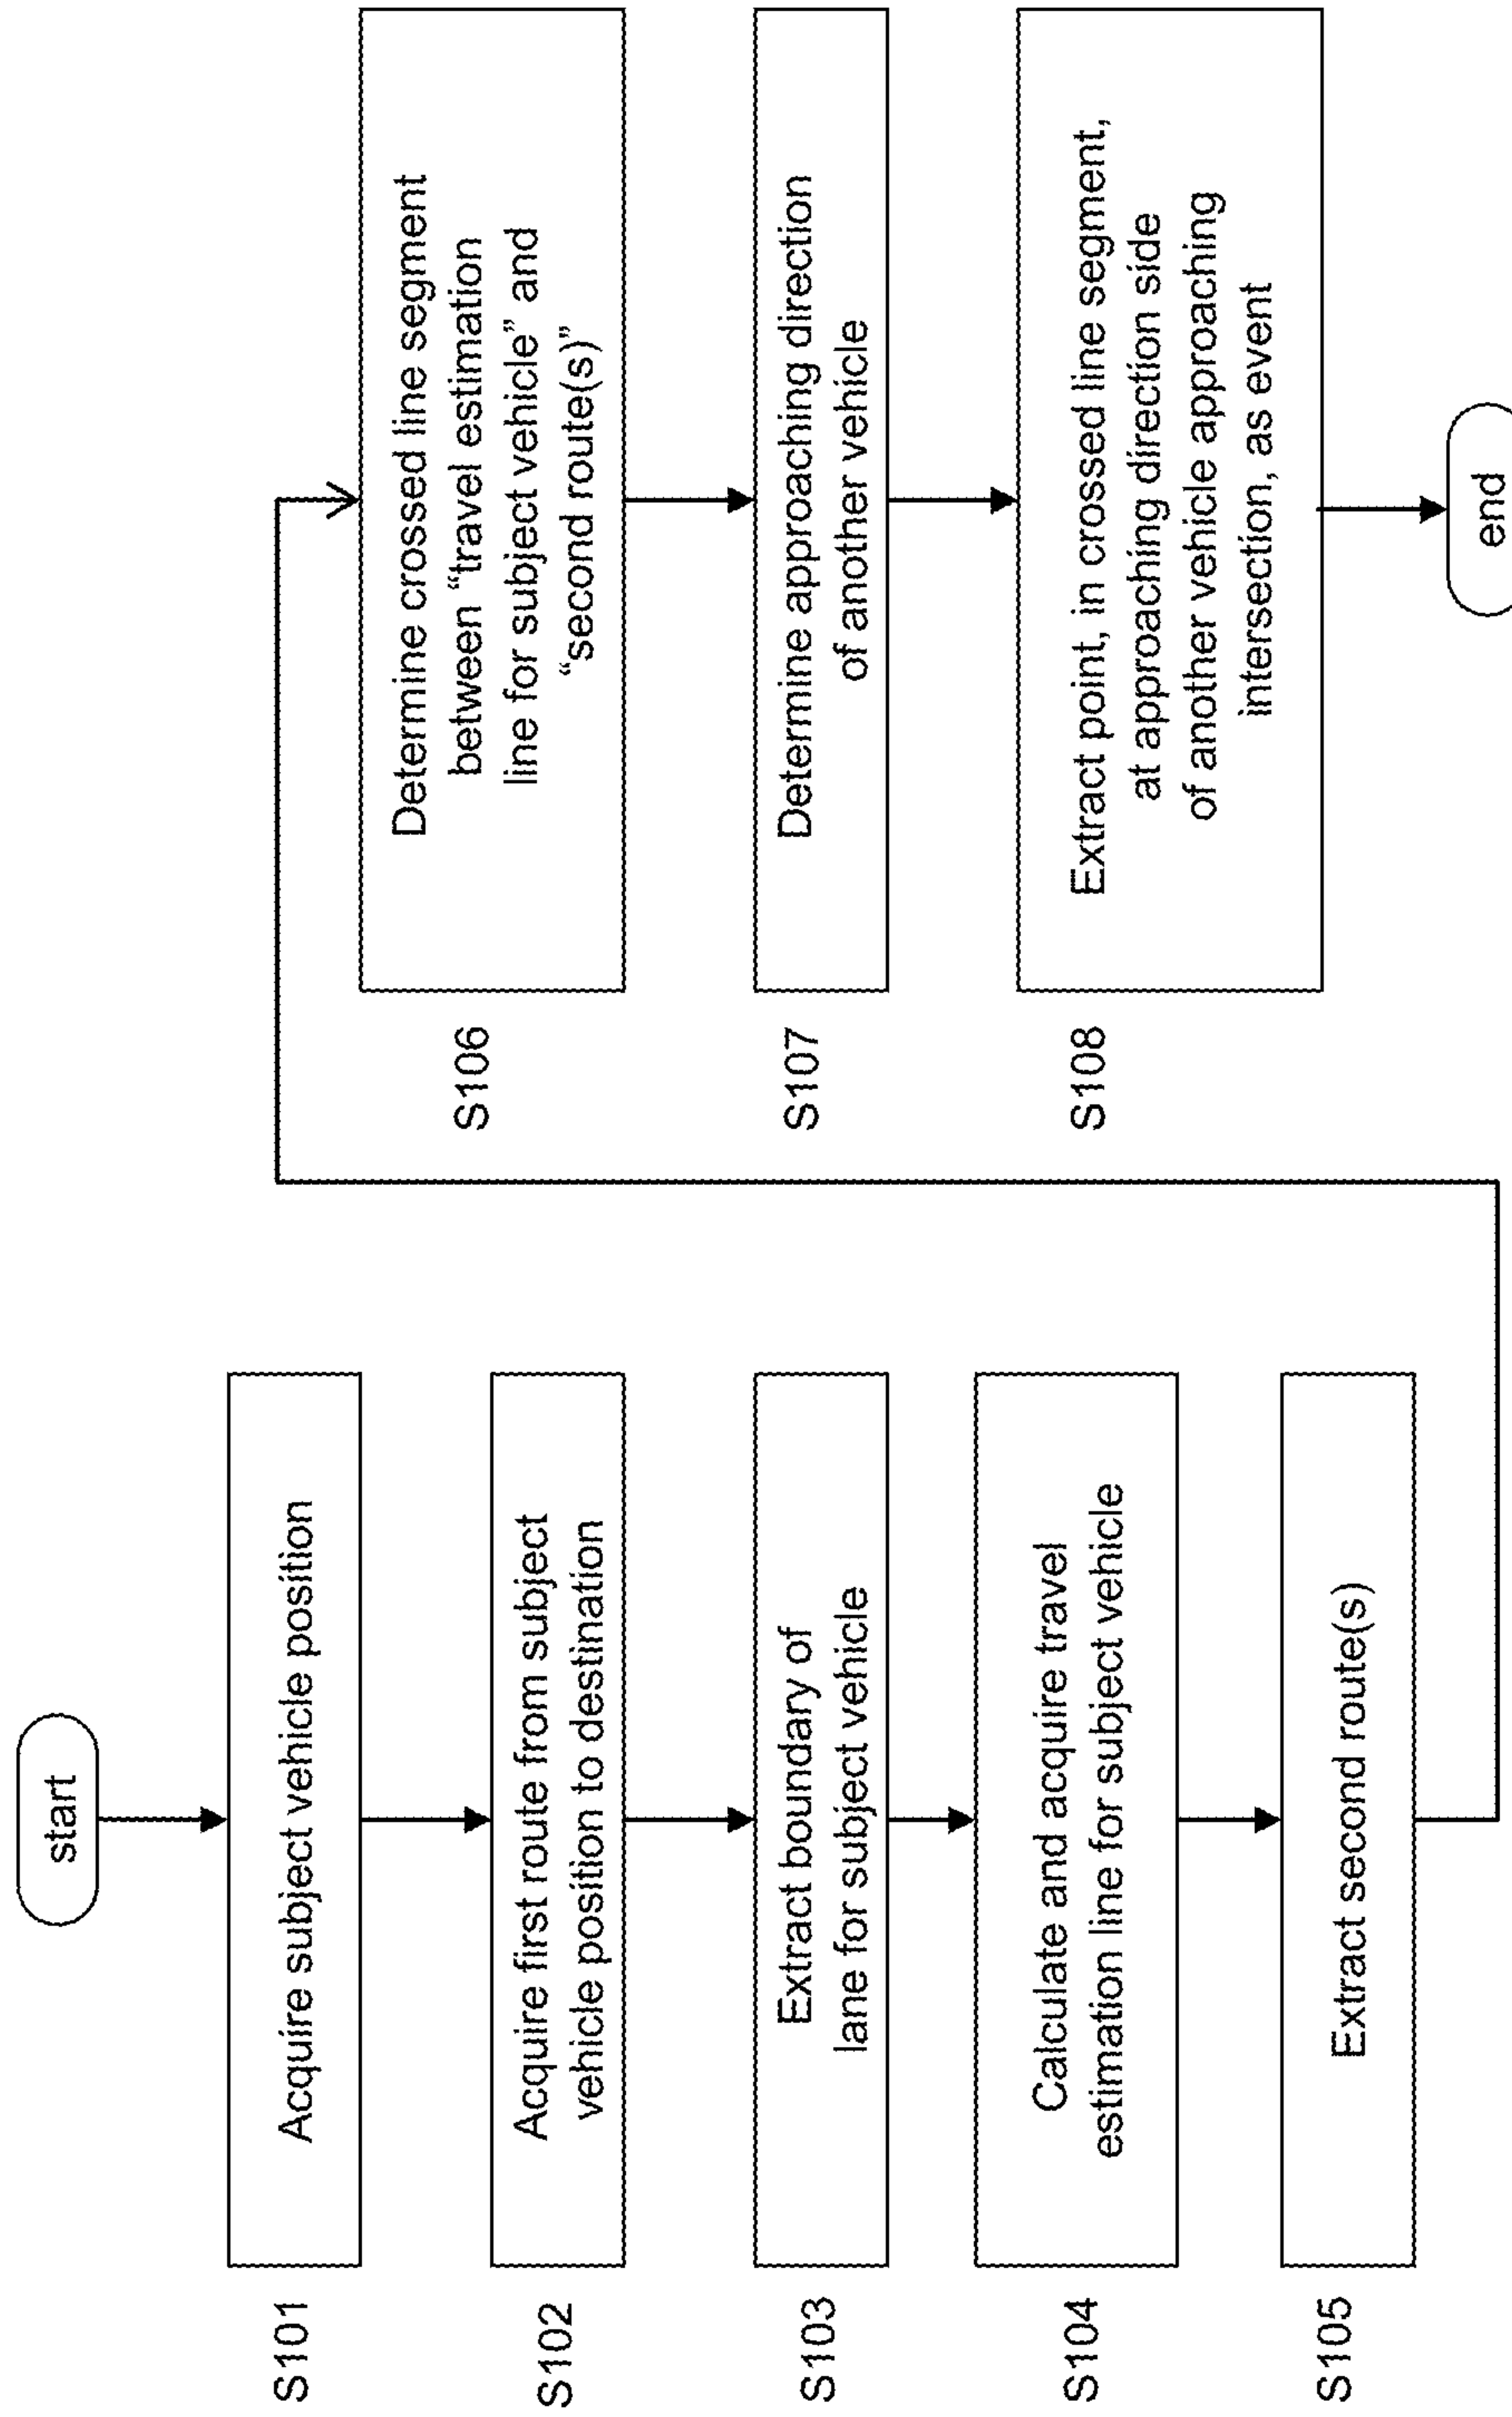 start
S101
Acquire subject vehicle position
S102
Acquire first route from subject
vehicle position to destination
S103
Extract boundary of
lane for subject vehicle
S104
Calculate and acquire travel
estimation line for subject vehicle
S105
Extract second route(s)
S106
Determine crossed line segment
between “travel estimation
line for subject vehicle” and
“second route(s)”
S107
Determine approaching direction
of another vehicle
S108
Extract point, in crossed line segment,
at approaching direction side
of another vehicle approaching
intersection, as event
end